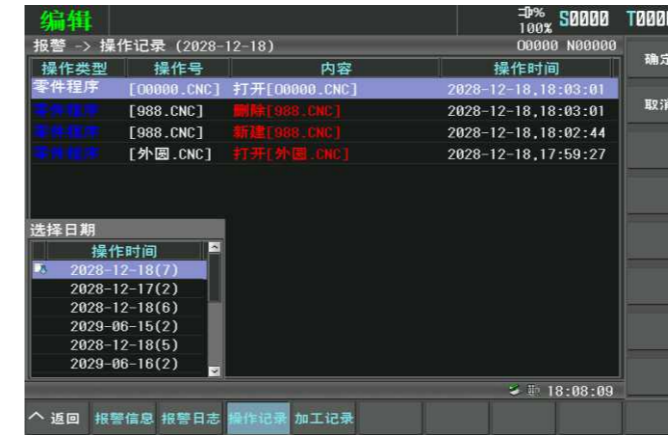 编辑
100% S0000 T000
报警 -> 操作记录 (2028-12-18) O0000 N00000
操作类型 操作号 内容 操作时间
零件程序 [O0000.CNC] 打开[O0000.CNC] 2028-12-18,18:03:01
零件程序 [988.CNC] 删除[988.CNC] 2028-12-18,18:03:01
零件程序 [988.CNC] 新建[988.CNC] 2028-12-18,18:02:44
零件程序 [外圆.CNC] 打开[外圆.CNC] 2028-12-18,17:59:27
确定
取消
选择日期
操作时间
2028-12-18(7)
2028-12-17(2)
2028-12-18(6)
2029-06-15(2)
2028-12-18(5)
2029-06-16(2)
18:08:09
返回 报警信息 报警日志 操作记录 加工记录